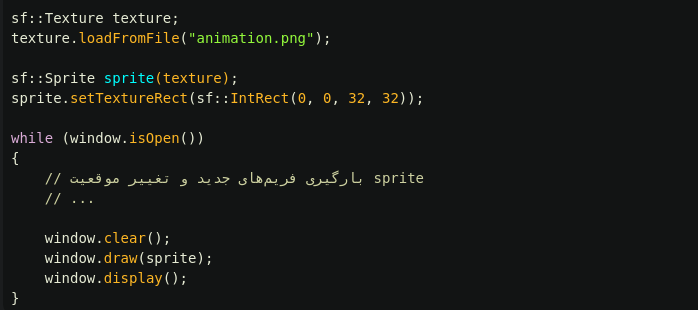 sf::Texture texture;
texture.loadFromFile("animation.png");
sf::Sprite sprite(texture);
sprite.setTextureRect(sf::IntRect(0, 0, 32, 32));
while (window.isOpen())
{
// بارگیری فریم‌های جدید و تغییر موقعیت sprite
// ...
window.clear();
window.draw(sprite);
window.display();
}